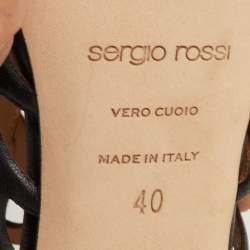 sergio rossi
VERO CUOIO
MADE IN ITALY
40